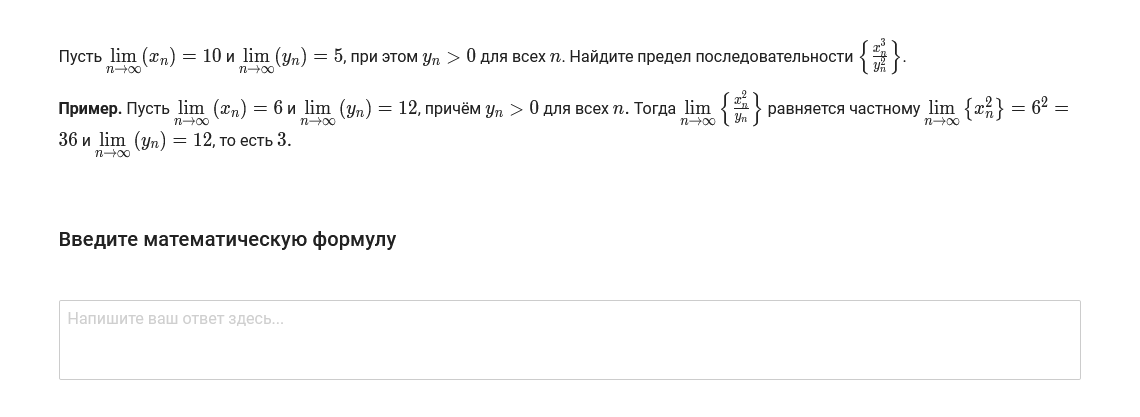 Пусть $\lim\limits_{n\to\infty}(x_n) = 10$ и $\lim\limits_{n\to\infty}(y_n) = 5$, при этом $y_n > 0$ для всех $n$. Найдите предел последовательности $\left\{\frac{x_n^3}{y_n^2}\right\}$.
Пример. Пусть $\lim\limits_{n\to\infty}(x_n) = 6$ и $\lim\limits_{n\to\infty}(y_n) = 12$, причём $y_n > 0$ для всех $n$. Тогда $\lim\limits_{n\to\infty}\left\{\frac{x_n^2}{y_n}\right\}$ равняется частному $\lim\limits_{n\to\infty}\{x_n^2\} = 6^2 =$
$36$ и $\lim\limits_{n\to\infty}(y_n) = 12$, то есть $3$.
Введите математическую формулу
Напишите ваш ответ здесь...